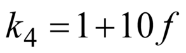 k₄ = 1+10f